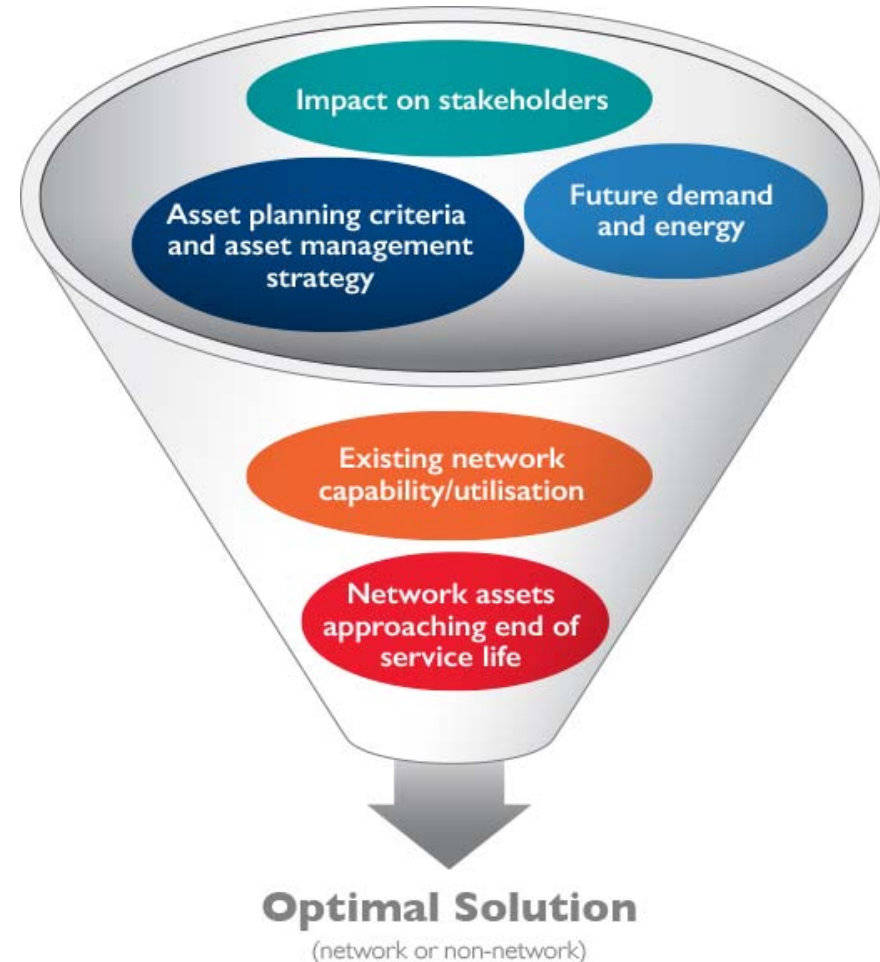 Impact on stakeholders
Asset planning criteria
and asset management
strategy
Future demand
and energy
Existing network
capability/utilisation
Network assets
approaching end of
service life
Optimal Solution
(network or non-network)